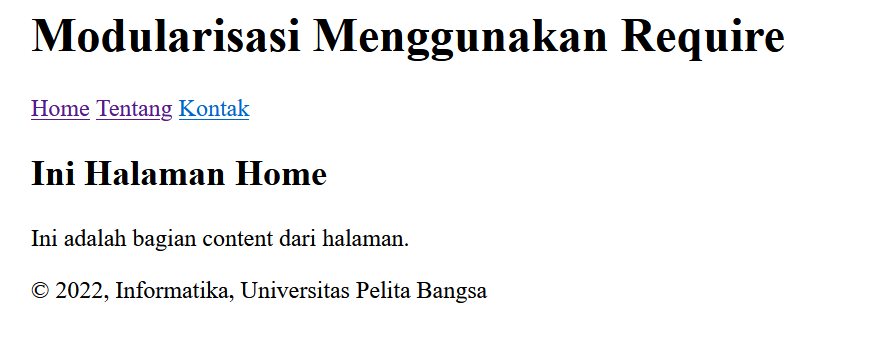 Modularisasi Menggunakan Require
Home Tentang Kontak
Ini Halaman Home
Ini adalah bagian content dari halaman.
© 2022, Informatika, Universitas Pelita Bangsa